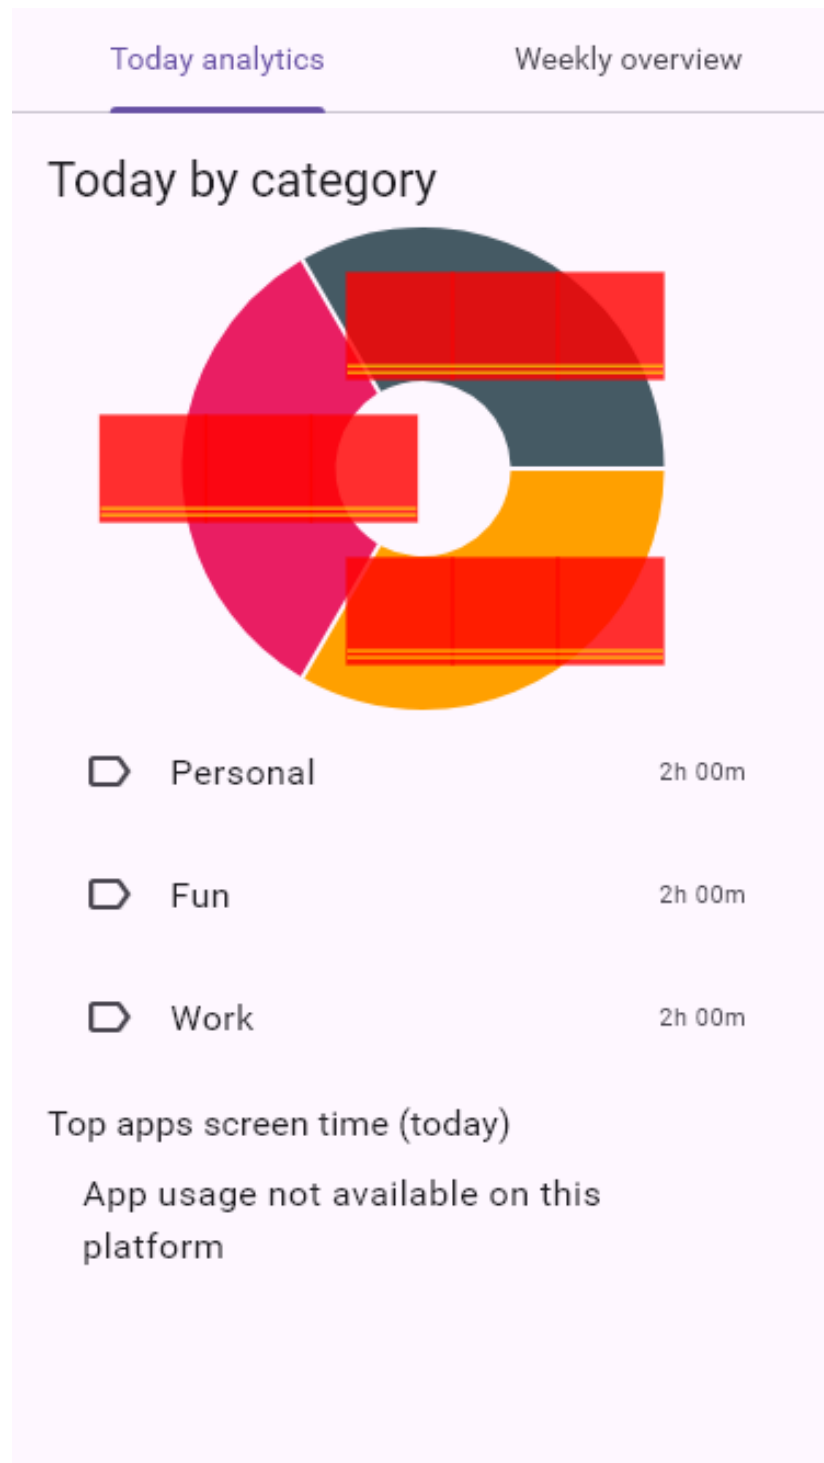 Today analytics
Weekly overview
Today by category
Personal
2h 00m
Fun
2h 00m
Work
2h 00m
Top apps screen time (today)
App usage not available on this
platform